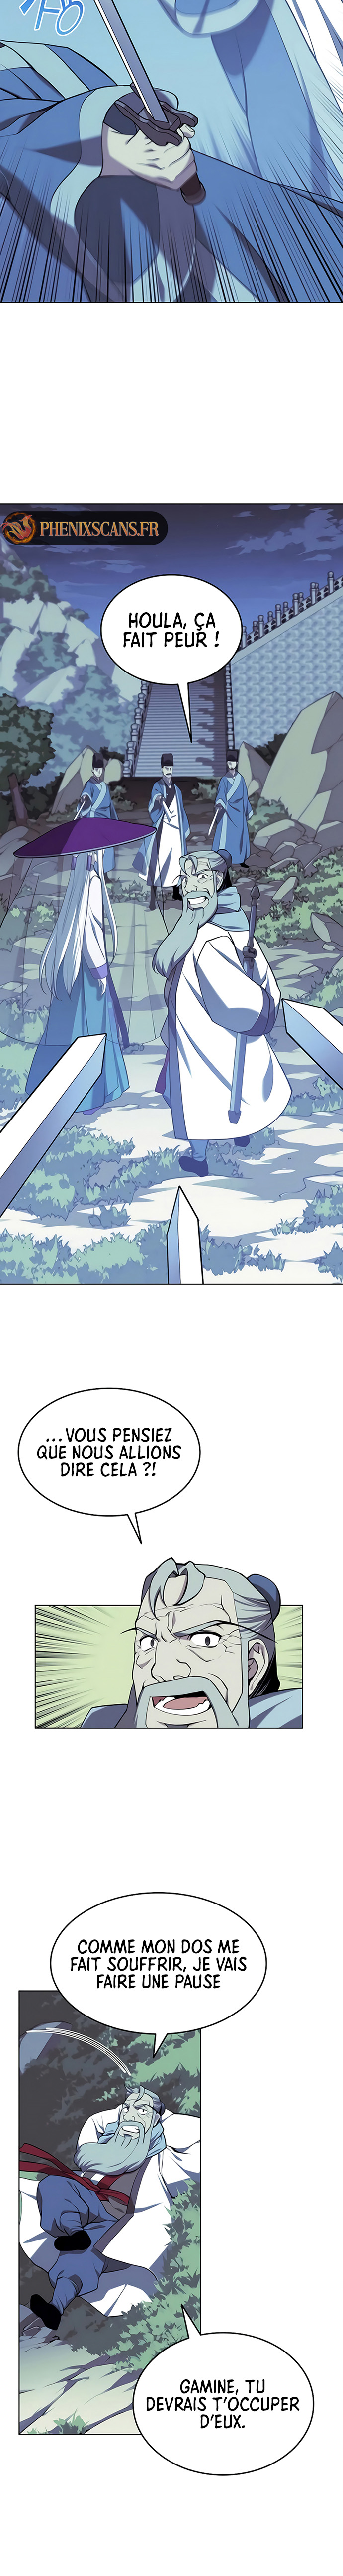 PHENIXSCANS.FR
HOULA, ÇA
FAIT PEUR !
...VOUS PENSIEZ
QUE NOUS ALLIONS
DIRE CELA ?!
COMME MON DOS ME
FAIT SOUFFRIR, JE VAIS
FAIRE UNE PAUSE
GAMINE, TU
DEVRAIS T'OCCUPER
D'EUX.